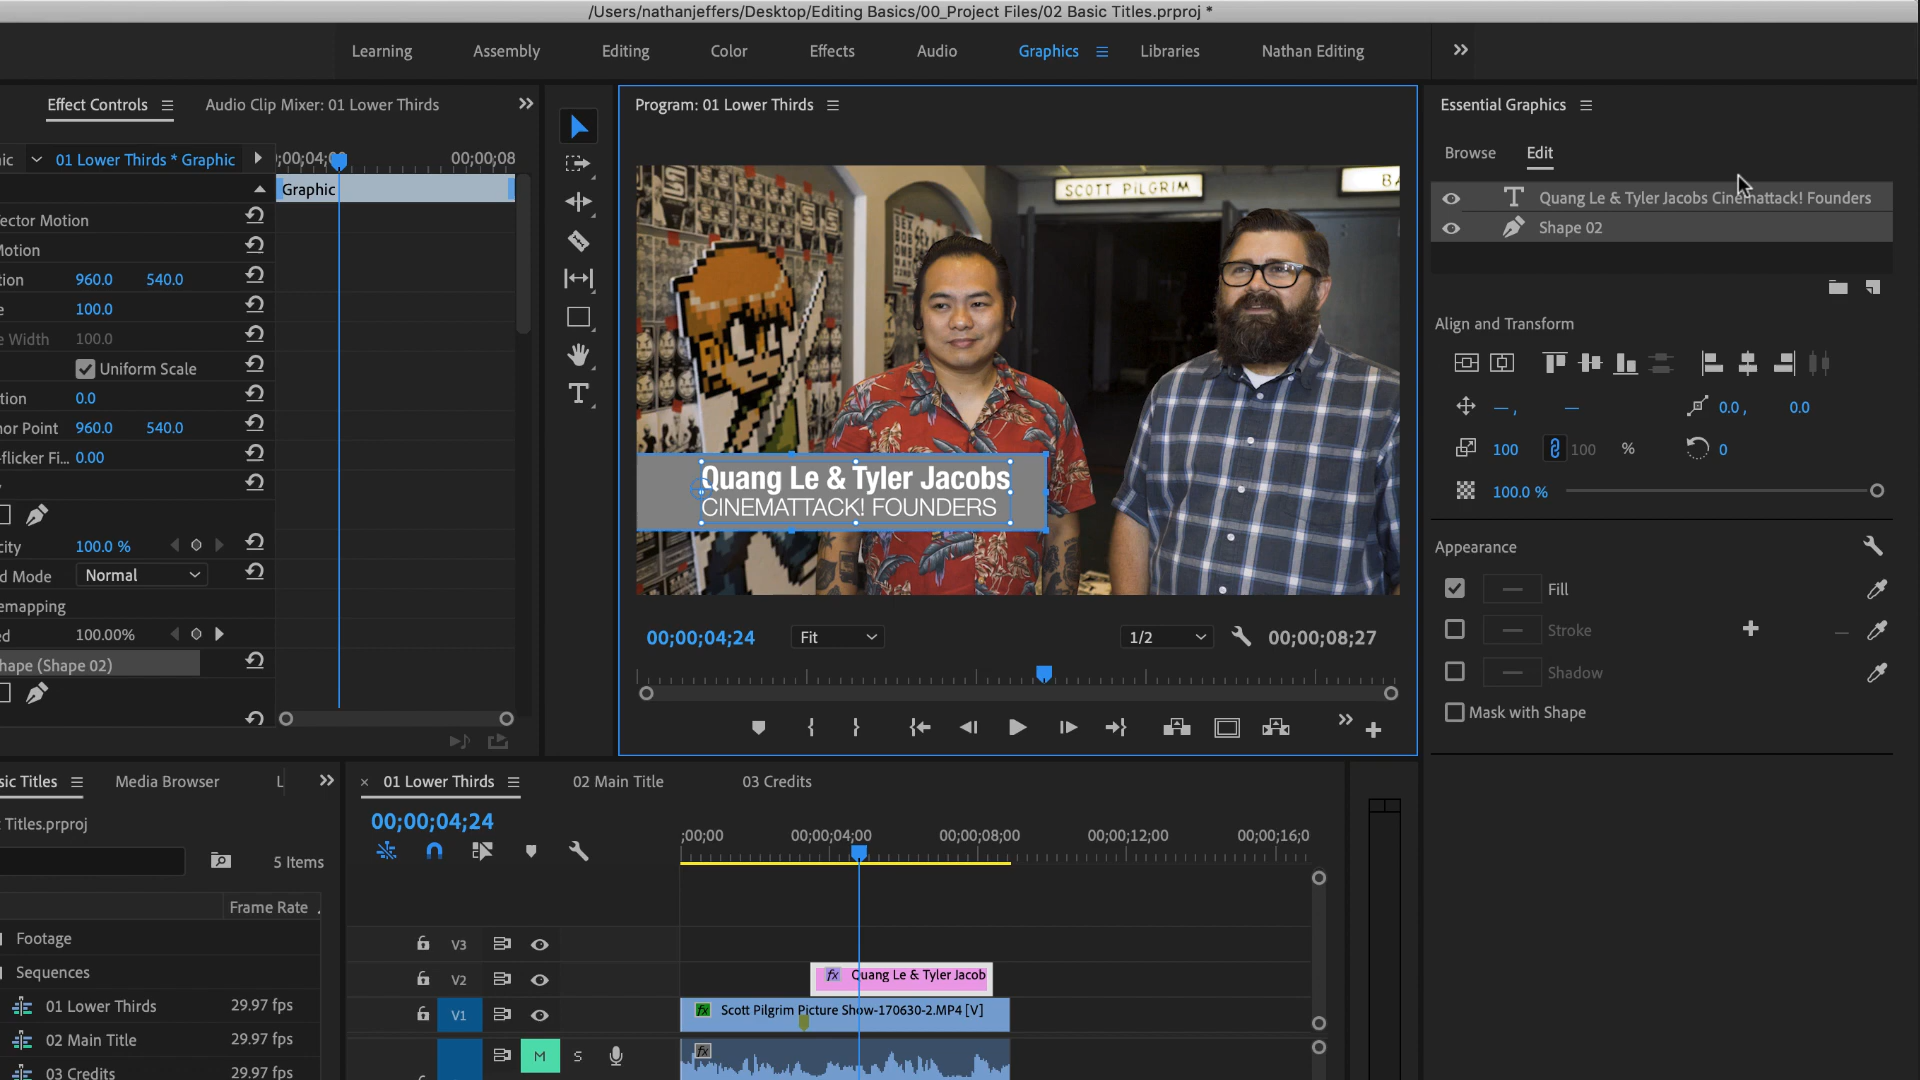 /Users/nathanjeffers/Desktop/Editing Basics/00_Project Files/02 Basic Titles.prproj *
Learning Assembly Editing Color Effects Audio Graphics Libraries Nathan Editing
Effect Controls Audio Clip Mixer: 01 Lower Thirds
ic 01 Lower Thirds * Graphic
;00;04;00 00;00;08
Graphic
ector Motion
otion
tion 960.0 540.0
e 100.0
e Width 100.0
Uniform Scale
tion 0.0
or Point 960.0 540.0
-flicker Fi... 0.00
city 100.0 %
d Mode Normal
emapping
ed 100.00%
hape (Shape 02)
Program: 01 Lower Thirds
SCOTT PILGRIM
Quang Le & Tyler Jacobs
CINEMATTACK! FOUNDERS
00;00;04;24 Fit 1/2 00;00;08;27
Essential Graphics
Browse Edit
Quang Le & Tyler Jacobs Cinemattack! Founders
Shape 02
Align and Transform
0.0 , 0.0
100 100 % 0
100.0 %
Appearance
Fill
Stroke
Shadow
Mask with Shape
sic Titles Media Browser L
Titles.prproj
5 Items
Frame Rate
Footage
Sequences
01 Lower Thirds 29.97 fps
02 Main Title 29.97 fps
03 Credits 29.97 fps
× 01 Lower Thirds 02 Main Title 03 Credits
00;00;04;24
;00;00 00;00;04;00 00;00;08;00 00;00;12;00 00;00;16;0
V3
V2 fx Quang Le & Tyler Jacob
V1 fx Scott Pilgrim Picture Show-170630-2.MP4 [V]
M S fx